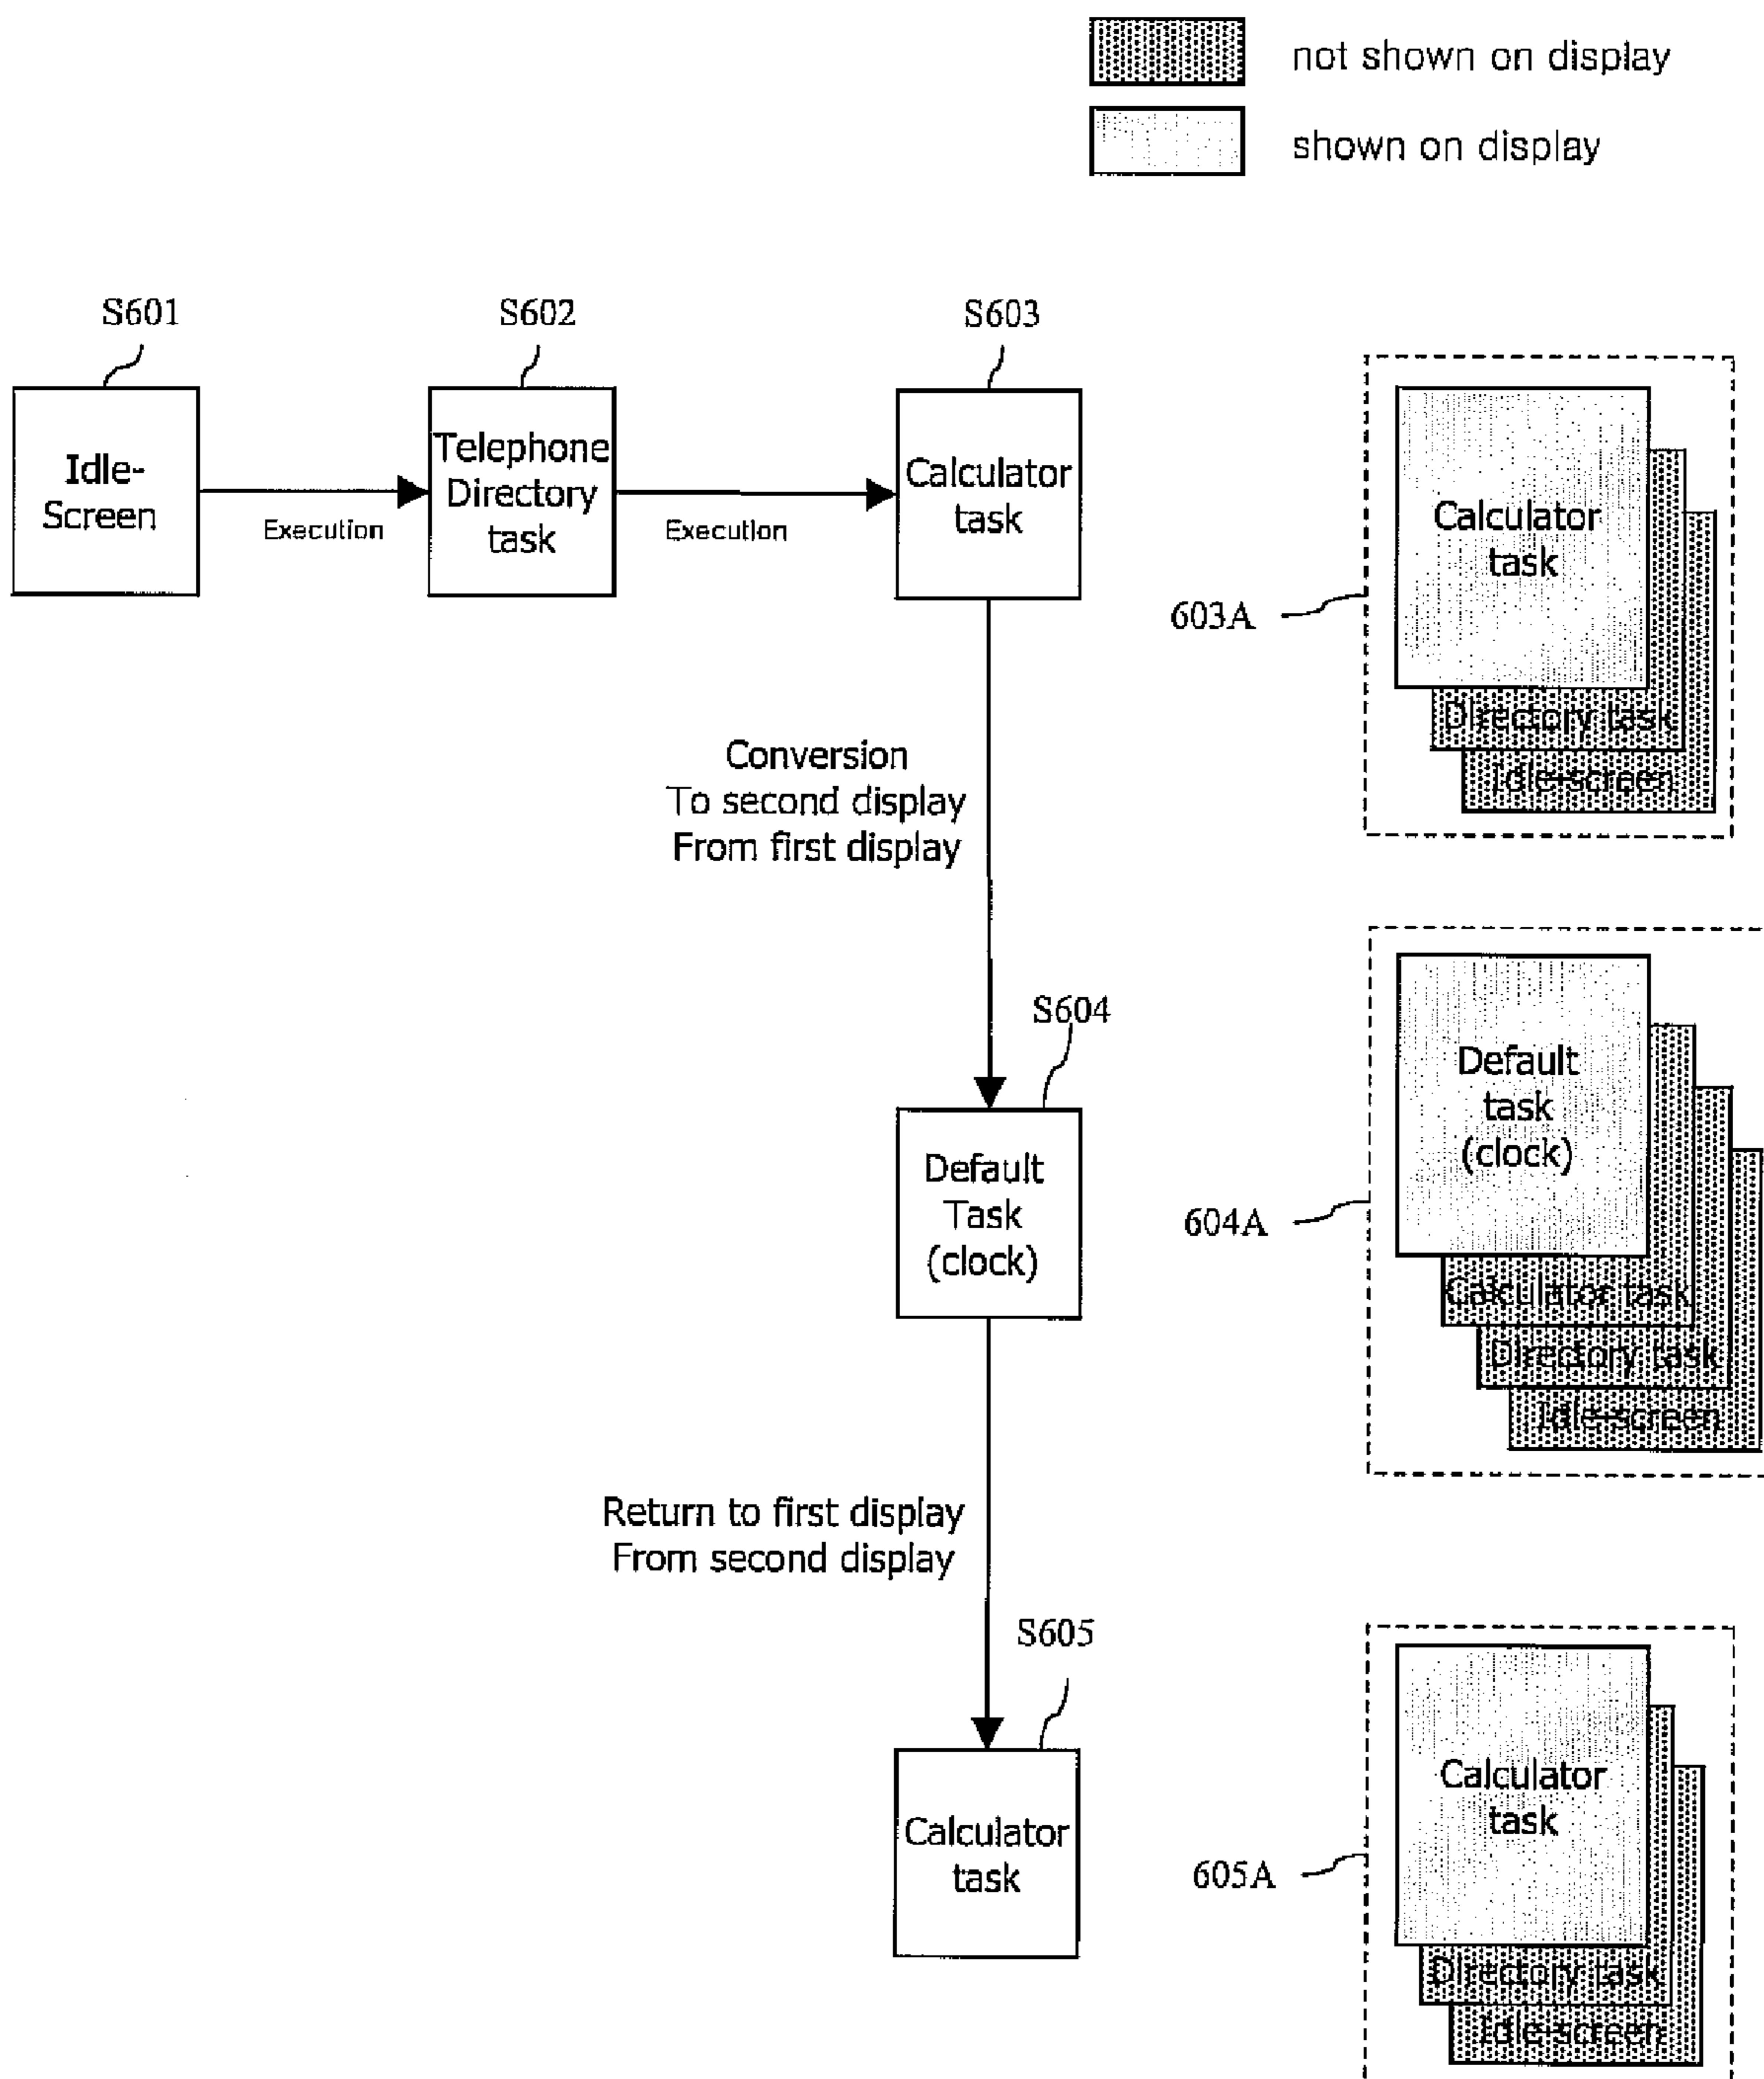 not shown on display
shown on display
S601
S602
S603
Idle-
Screen
Execution
Telephone
Directory
task
Execution
Calculator
task
603A
Calculator
task
Directory task
Idle-screen
Conversion
To second display
From first display
S604
Default
Task
(clock)
604A
Default
task
(clock)
Calculator task
Directory task
Idle-screen
Return to first display
From second display
S605
Calculator
task
605A
Calculator
task
Directory task
Idle-screen